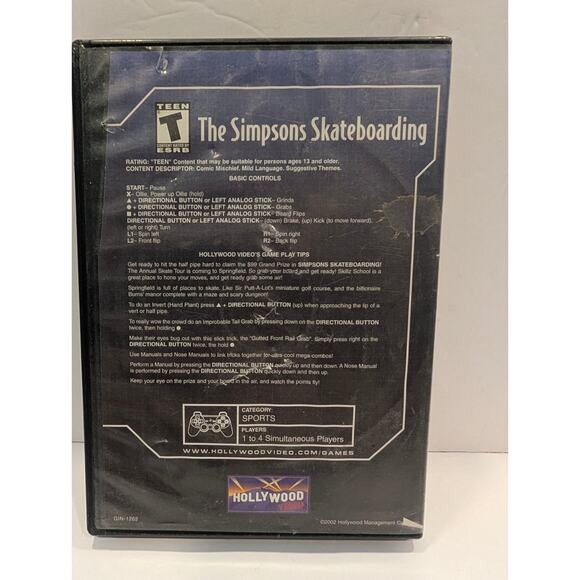 TEEN
T
CONTENT RATED BY
ESRB
The Simpsons Skateboarding
RATING: "TEEN" Content that may be suitable for persons ages 13 and older.
CONTENT DESCRIPTOR: Comic Mischief. Mild Language. Suggestive Themes.
BASIC CONTROLS
START– Pause
X– Ollie, Power up Ollie (hold)
▲ + DIRECTIONAL BUTTON or LEFT ANALOG STICK– Grinds
● + DIRECTIONAL BUTTON or LEFT ANALOG STICK– Grabs
■ + DIRECTIONAL BUTTON or LEFT ANALOG STICK– Board Flips
DIRECTIONAL BUTTON or LEFT ANALOG STICK– (down) Brake, (up) Kick (to move forward),
(left or right) Turn
L1– Spin left R1– Spin right
L2– Front flip R2– Back flip
HOLLYWOOD VIDEO'S GAME PLAY TIPS
Get ready to hit the half pipe hard to claim the $99 Grand Prize in SIMPSONS SKATEBOARDING!
The Annual Skate Tour is coming to Springfield. So grab your board and get ready! Skillz School is a
great place to hone your moves, and get ready grab some air!
Springfield is full of places to skate. Like Sir Putt-A-Lot's miniature golf course, and the billionaire
Burns' manor complete with a maze and scary dungeon!
To do an Invert (Hand Plant) press ▲ + DIRECTIONAL BUTTON (up) when approaching the lip of a
vert or half pipe.
To really wow the crowd do an improbable Tail Grab by pressing down on the DIRECTIONAL BUTTON
twice, then holding ●.
Make their eyes bug out with this slick trick, the "Gutted Front Rail Grab". Simply press right on the
DIRECTIONAL BUTTON twice, the hold ●.
Use Manuals and Nose Manuals to link tricks together for ultra-cool mega-combos!
Perform a Manual by pressing the DIRECTIONAL BUTTON quickly up and then down. A Nose Manual
is performed by pressing the DIRECTIONAL BUTTON quickly down and then up.
Keep your eye on the prize and your board in the air, and watch the points fly!
CATEGORY:
SPORTS
PLAYERS
1 to 4 Simultaneous Players
WWW.HOLLYWOODVIDEO.COM/GAMES
HOLLYWOOD
VIDEO
GIN-1262
©2002 Hollywood Management